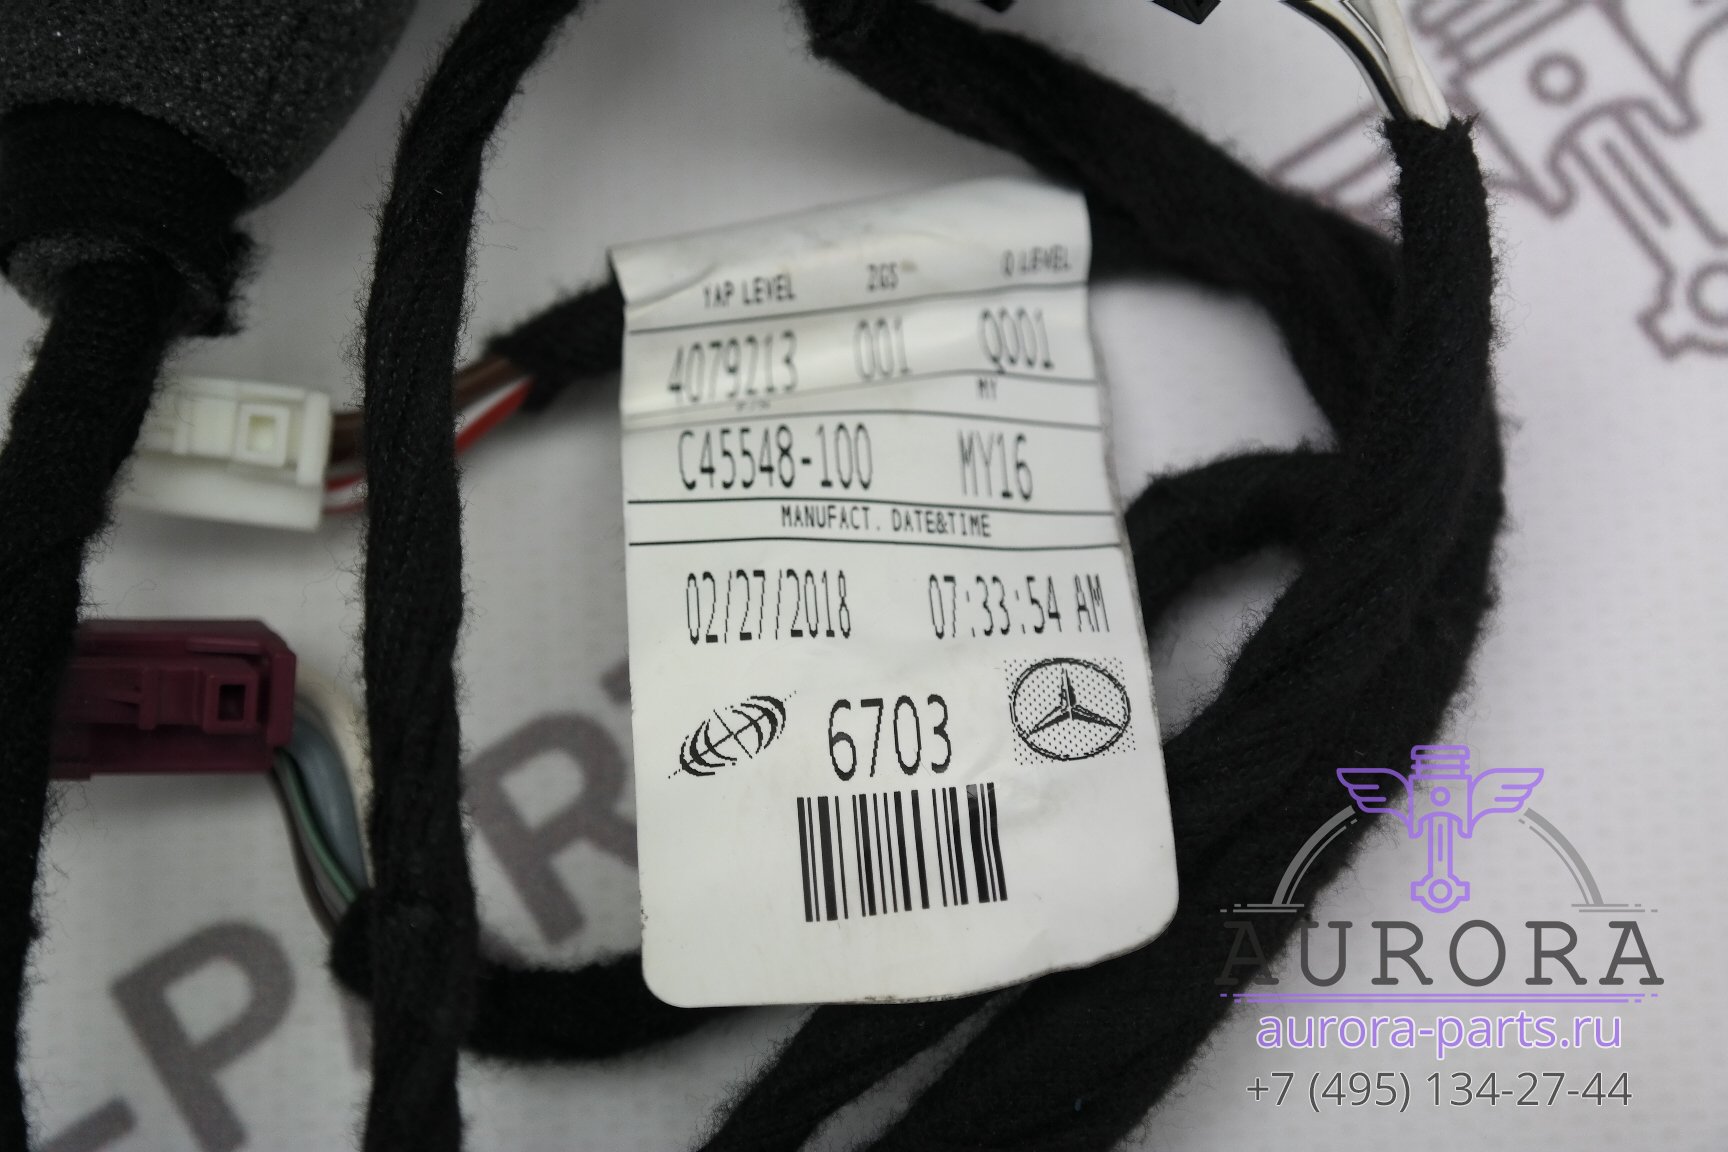 YAP LEVEL ZGS Q LEVEL
4079213 001 Q001
MY
C45548-100 MY16
MANUFACT. DATE&TIME
02/27/2018 07:33:54 AM
6703
AURORA
aurora-parts.ru
+7 (495) 134-27-44